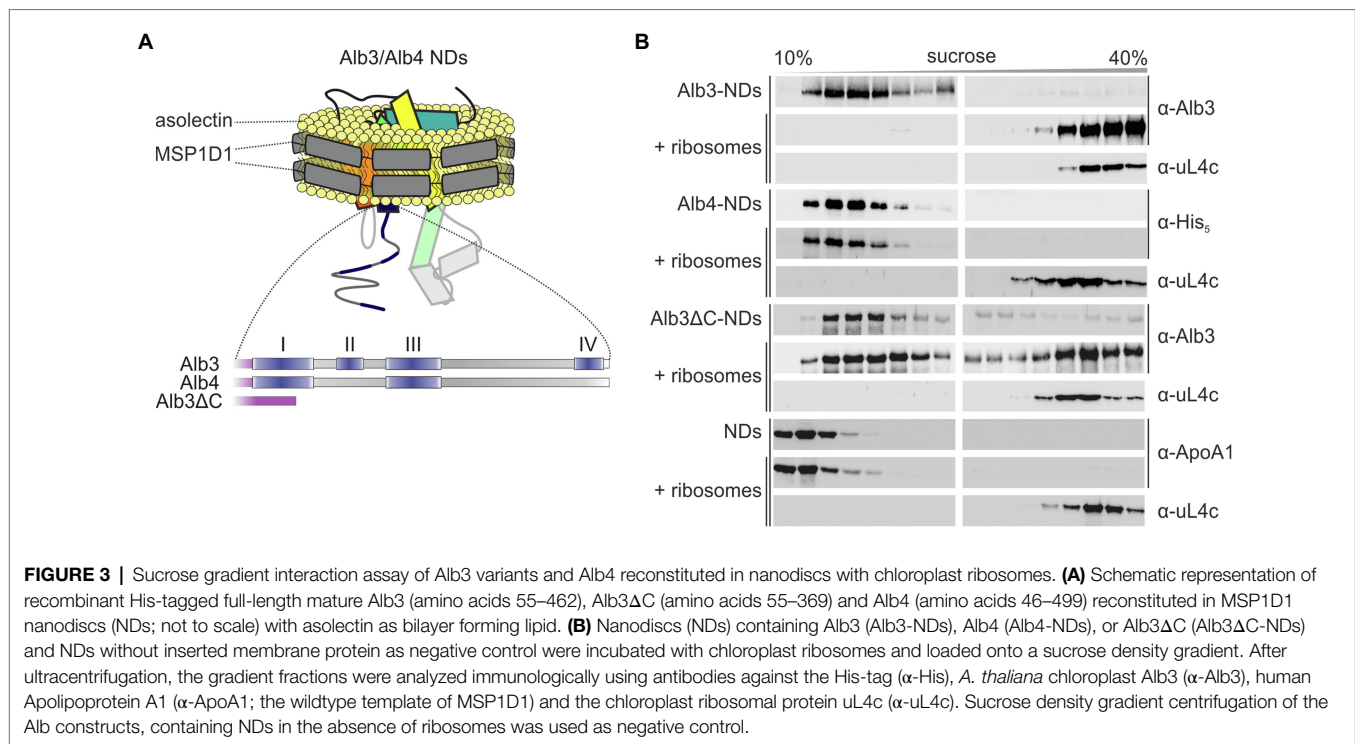 A
Alb3/Alb4 NDs
asolectin
MSP1D1
I II III IV
Alb3
Alb4
Alb3ΔC
B
10% sucrose 40%
Alb3-NDs
α-Alb3
+ ribosomes
α-uL4c
Alb4-NDs
α-His₅
+ ribosomes
α-uL4c
Alb3ΔC-NDs
α-Alb3
+ ribosomes
α-uL4c
NDs
α-ApoA1
+ ribosomes
α-uL4c
FIGURE 3 | Sucrose gradient interaction assay of Alb3 variants and Alb4 reconstituted in nanodiscs with chloroplast ribosomes. (A) Schematic representation of
recombinant His-tagged full-length mature Alb3 (amino acids 55–462), Alb3ΔC (amino acids 55–369) and Alb4 (amino acids 46–499) reconstituted in MSP1D1
nanodiscs (NDs; not to scale) with asolectin as bilayer forming lipid. (B) Nanodiscs (NDs) containing Alb3 (Alb3-NDs), Alb4 (Alb4-NDs), or Alb3ΔC (Alb3ΔC-NDs)
and NDs without inserted membrane protein as negative control were incubated with chloroplast ribosomes and loaded onto a sucrose density gradient. After
ultracentrifugation, the gradient fractions were analyzed immunologically using antibodies against the His-tag (α-His), A. thaliana chloroplast Alb3 (α-Alb3), human
Apolipoprotein A1 (α-ApoA1; the wildtype template of MSP1D1) and the chloroplast ribosomal protein uL4c (α-uL4c). Sucrose density gradient centrifugation of the
Alb constructs, containing NDs in the absence of ribosomes was used as negative control.